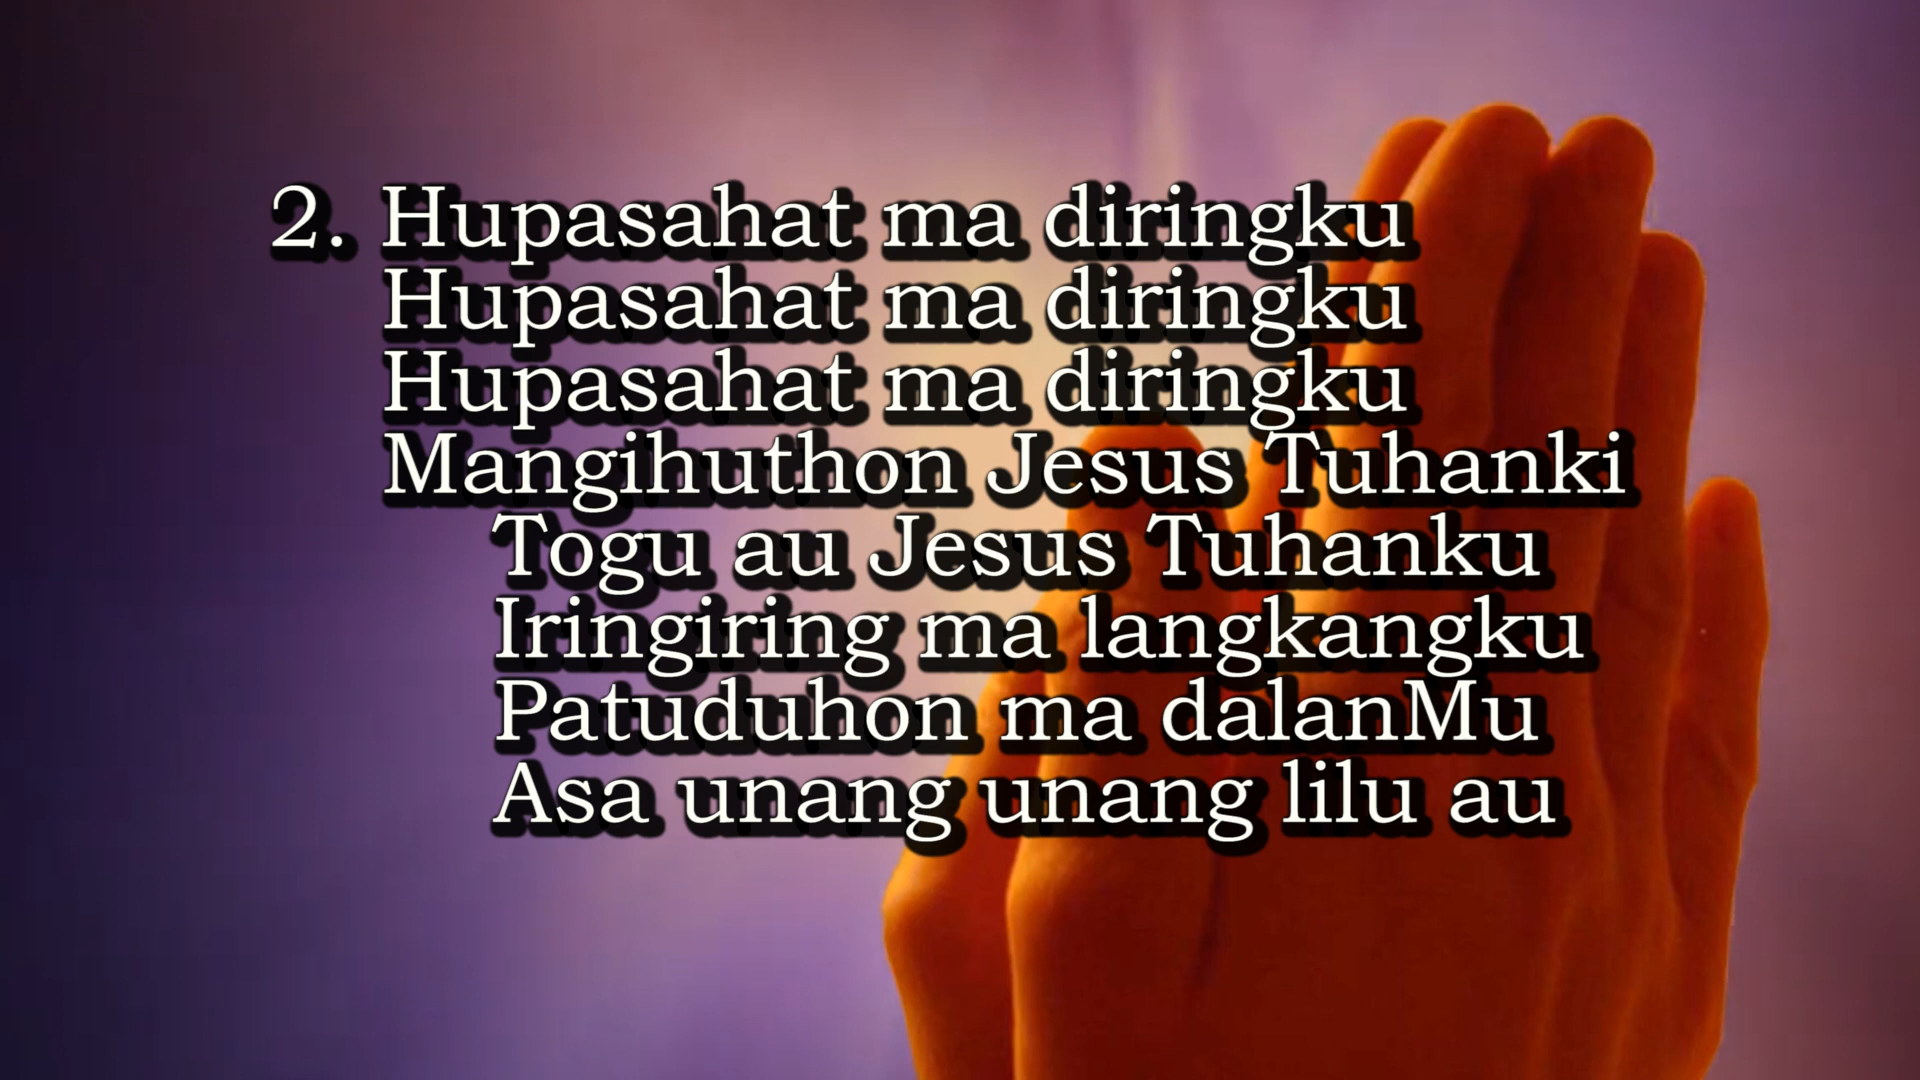 2. Hupasahat ma diringku
Hupasahat ma diringku
Hupasahat ma diringku
Mangihuthon Jesus Tuhanki
Togu au Jesus Tuhanku
Iringiring ma langkangku
Patuduhon ma dalanMu
Asa unang unang lilu au